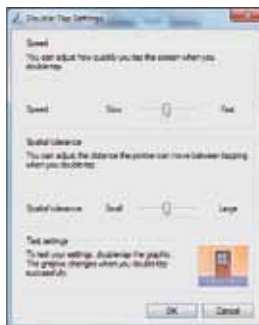 Double-Tap Settings
Speed
You can adjust how quickly you tap the screen when you
double-tap.
Speed Slow Fast
Spatial tolerance
You can adjust the distance the pointer can move between tapping
when you double-tap.
Spatial tolerance Small Large
Test settings
To test your settings, double-tap the graphic.
The graphic changes when you double-tap
successfully.
OK Cancel